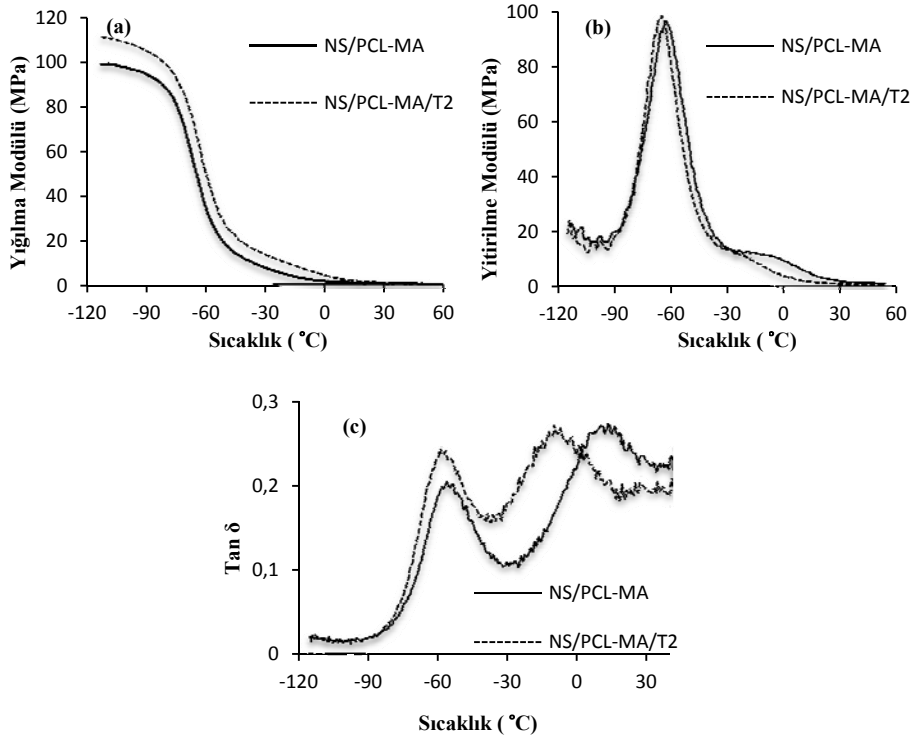 (a)
NS/PCL-MA
NS/PCL-MA/T2
Yığılma Modülü (MPa)
120
100
80
60
40
20
0
-120 -90 -60 -30 0 30 60
Sıcaklık ( °C)
(b)
NS/PCL-MA
NS/PCL-MA/T2
Yitirilme Modülü (MPa)
100
80
60
40
20
0
-120 -90 -60 -30 0 30 60
Sıcaklık ( °C)
(c)
NS/PCL-MA
NS/PCL-MA/T2
Tan δ
0,3
0,2
0,1
0
-120 -90 -60 -30 0 30
Sıcaklık ( °C)